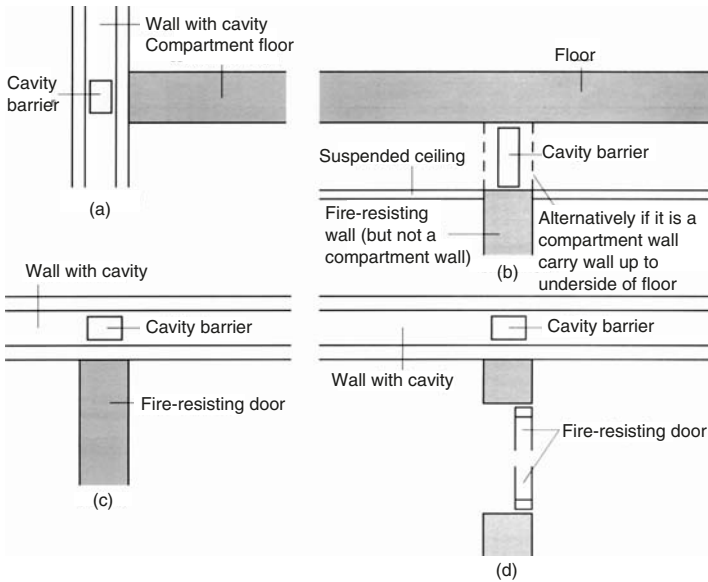 Wall with cavity
Compartment floor
Cavity
barrier
(a)
Floor
Cavity barrier
Suspended ceiling
Fire-resisting
wall (but not a
compartment wall)
Alternatively if it is a
compartment wall
carry wall up to
underside of floor
(b)
Wall with cavity
Cavity barrier
Fire-resisting door
(c)
Cavity barrier
Wall with cavity
Fire-resisting door
(d)